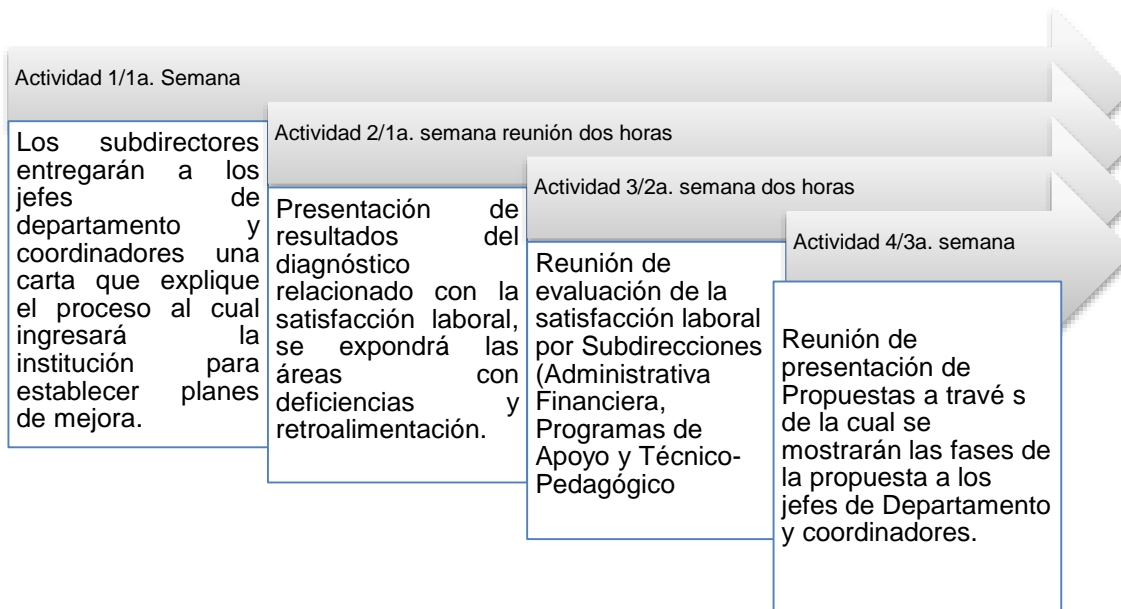 Actividad 1/1a. Semana
Los subdirectores
entregarán a los
jefes de
departamento y
coordinadores una
carta que explique
el proceso al cual
ingresará la
institución para
establecer planes
de mejora.
Actividad 2/1a. semana reunión dos horas
Presentación de
resultados del
diagnóstico
relacionado con la
satisfacción laboral,
se expondrá las
áreas con
deficiencias y
retroalimentación.
Actividad 3/2a. semana dos horas
Reunión de
evaluación de la
satisfacción laboral
por Subdirecciones
(Administrativa
Financiera,
Programas de
Apoyo y Técnico-
Pedagógico
Actividad 4/3a. semana
Reunión de
presentación de
Propuestas a travé s
de la cual se
mostrarán las fases de
la propuesta a los
jefes de Departamento
y coordinadores.